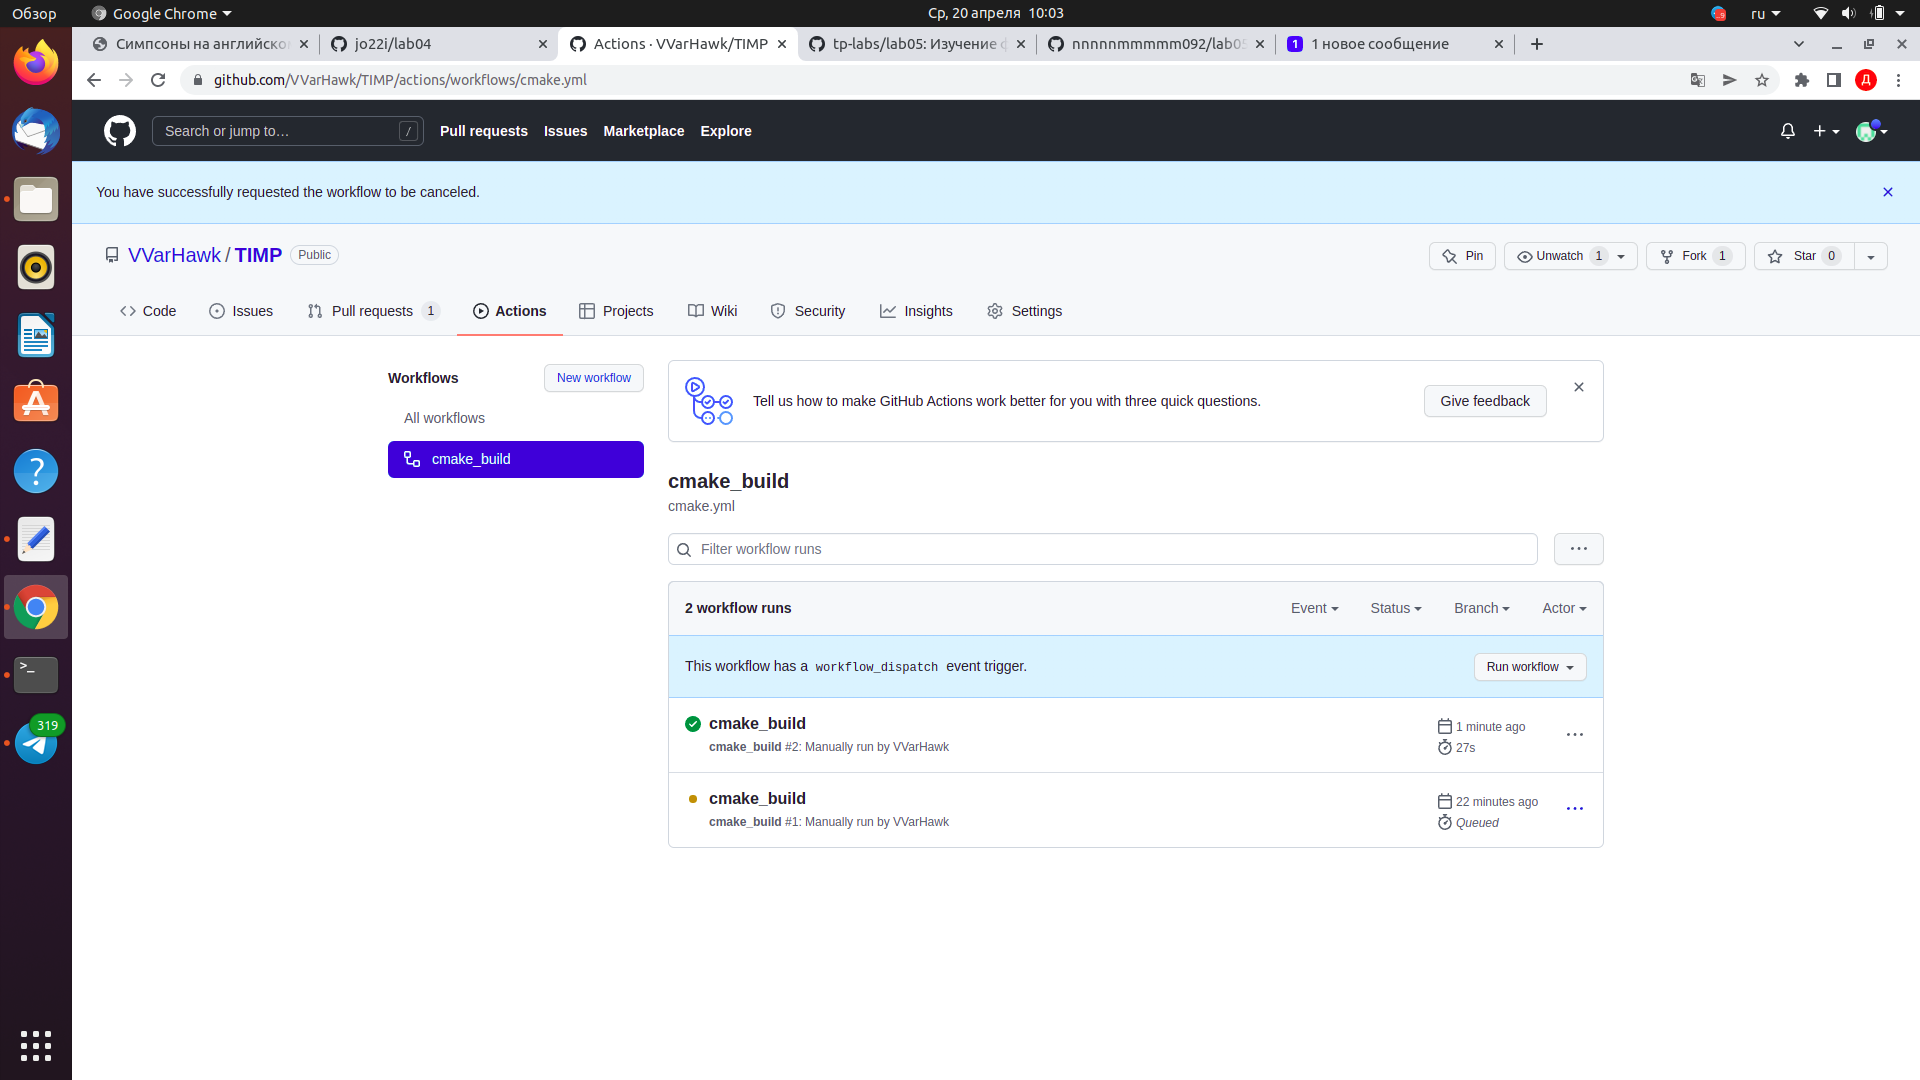 Обзор
Google Chrome
Ср, 20 апреля 10:03
ru
Симпсоны на английско
jo22i/lab04
Actions · VVarHawk/TIMP
tp-labs/lab05: Изучение ф
nnnnnmmmmm092/lab05
1
1 новое сообщение
github.com/VVarHawk/TIMP/actions/workflows/cmake.yml
Д
Search or jump to…
/
Pull requests
Issues
Marketplace
Explore
You have successfully requested the workflow to be canceled.
VVarHawk / TIMP
Public
Pin
Unwatch 1
Fork 1
Star 0
Code
Issues
Pull requests 1
Actions
Projects
Wiki
Security
Insights
Settings
Workflows
New workflow
All workflows
cmake_build
Tell us how to make GitHub Actions work better for you with three quick questions.
Give feedback
cmake_build
cmake.yml
Filter workflow runs
2 workflow runs
Event
Status
Branch
Actor
This workflow has a workflow_dispatch event trigger.
Run workflow
cmake_build
cmake_build #2: Manually run by VVarHawk
1 minute ago
27s
cmake_build
cmake_build #1: Manually run by VVarHawk
22 minutes ago
Queued
?
>_
319